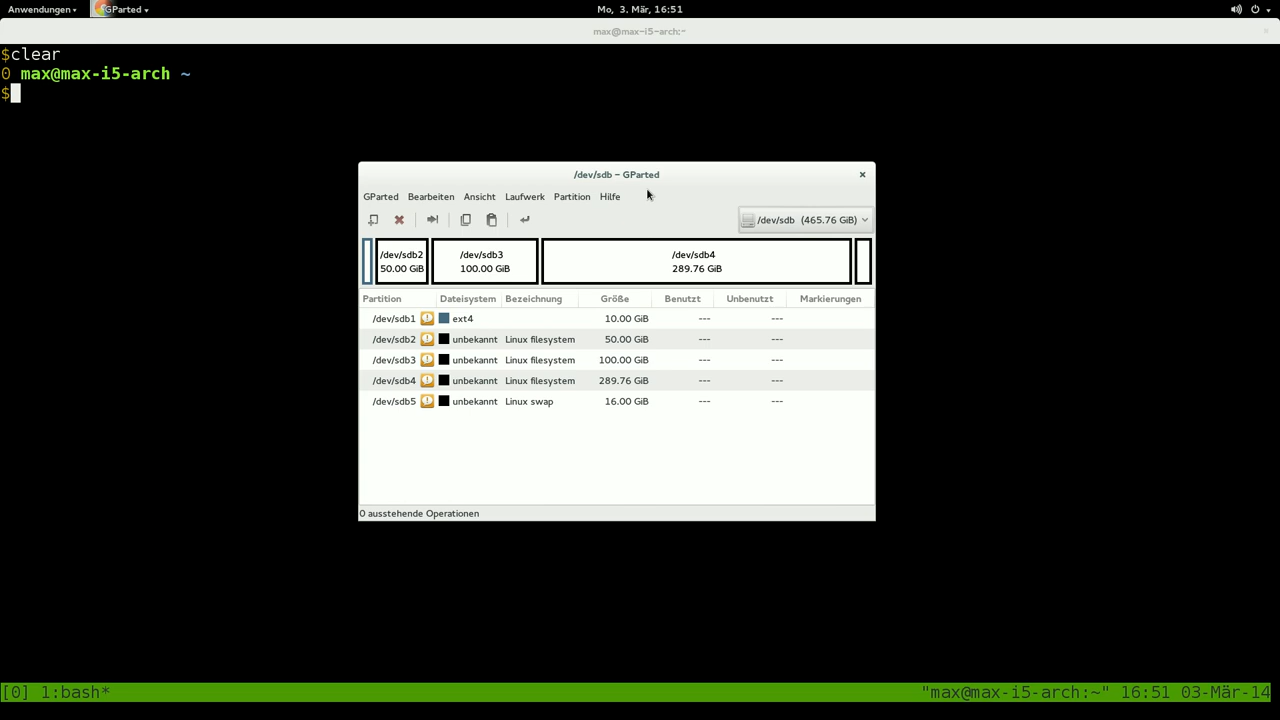 Anwendungen GParted Mo, 3. Mär, 16:51
max@max-i5-arch:~
$clear
0 max@max-i5-arch ~
$
/dev/sdb – GParted
GParted Bearbeiten Ansicht Laufwerk Partition Hilfe
/dev/sdb (465.76 GiB)
/dev/sdb2 /dev/sdb3 /dev/sdb4
50.00 GiB 100.00 GiB 289.76 GiB
Partition Dateisystem Bezeichnung Größe Benutzt Unbenutzt Markierungen
/dev/sdb1 ext4 10.00 GiB --- ---
/dev/sdb2 unbekannt Linux filesystem 50.00 GiB --- ---
/dev/sdb3 unbekannt Linux filesystem 100.00 GiB --- ---
/dev/sdb4 unbekannt Linux filesystem 289.76 GiB --- ---
/dev/sdb5 unbekannt Linux swap 16.00 GiB --- ---
0 ausstehende Operationen
[0] 1:bash* "max@max-i5-arch:~" 16:51 03-Mär-14